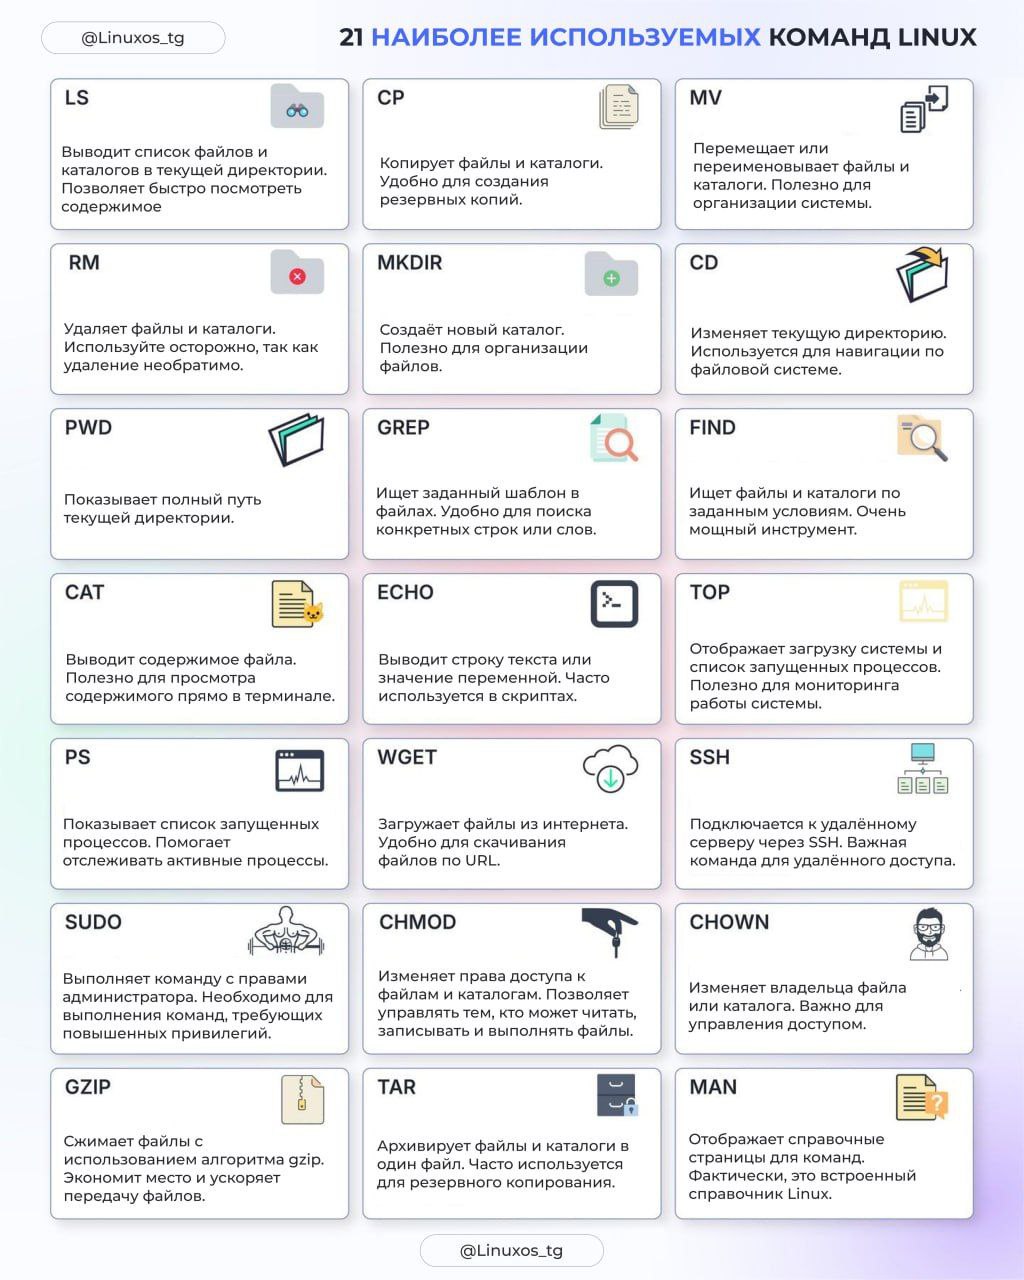 @Linuxos_tg
21 НАИБОЛЕЕ ИСПОЛЬЗУЕМЫХ КОМАНД LINUX
LS
Выводит список файлов и
каталогов в текущей директории.
Позволяет быстро посмотреть
содержимое
CP
Копирует файлы и каталоги.
Удобно для создания
резервных копий.
MV
Перемещает или
переименовывает файлы и
каталоги. Полезно для
организации системы.
RM
Удаляет файлы и каталоги.
Используйте осторожно, так как
удаление необратимо.
MKDIR
Создаёт новый каталог.
Полезно для организации
файлов.
CD
Изменяет текущую директорию.
Используется для навигации по
файловой системе.
PWD
Показывает полный путь
текущей директории.
GREP
Ищет заданный шаблон в
файлах. Удобно для поиска
конкретных строк или слов.
FIND
Ищет файлы и каталоги по
заданным условиям. Очень
мощный инструмент.
CAT
Выводит содержимое файла.
Полезно для просмотра
содержимого прямо в терминале.
ECHO
Выводит строку текста или
значение переменной. Часто
используется в скриптах.
TOP
Отображает загрузку системы и
список запущенных процессов.
Полезно для мониторинга
работы системы.
PS
Показывает список запущенных
процессов. Помогает
отслеживать активные процессы.
WGET
Загружает файлы из интернета.
Удобно для скачивания
файлов по URL.
SSH
Подключается к удалённому
серверу через SSH. Важная
команда для удалённого доступа.
SUDO
Выполняет команду с правами
администратора. Необходимо для
выполнения команд, требующих
повышенных привилегий.
CHMOD
Изменяет права доступа к
файлам и каталогам. Позволяет
управлять тем, кто может читать,
записывать и выполнять файлы.
CHOWN
Изменяет владельца файла
или каталога. Важно для
управления доступом.
GZIP
Сжимает файлы с
использованием алгоритма gzip.
Экономит место и ускоряет
передачу файлов.
TAR
Архивирует файлы и каталоги в
один файл. Часто используется
для резервного копирования.
MAN
Отображает справочные
страницы для команд.
Фактически, это встроенный
справочник Linux.
@Linuxos_tg